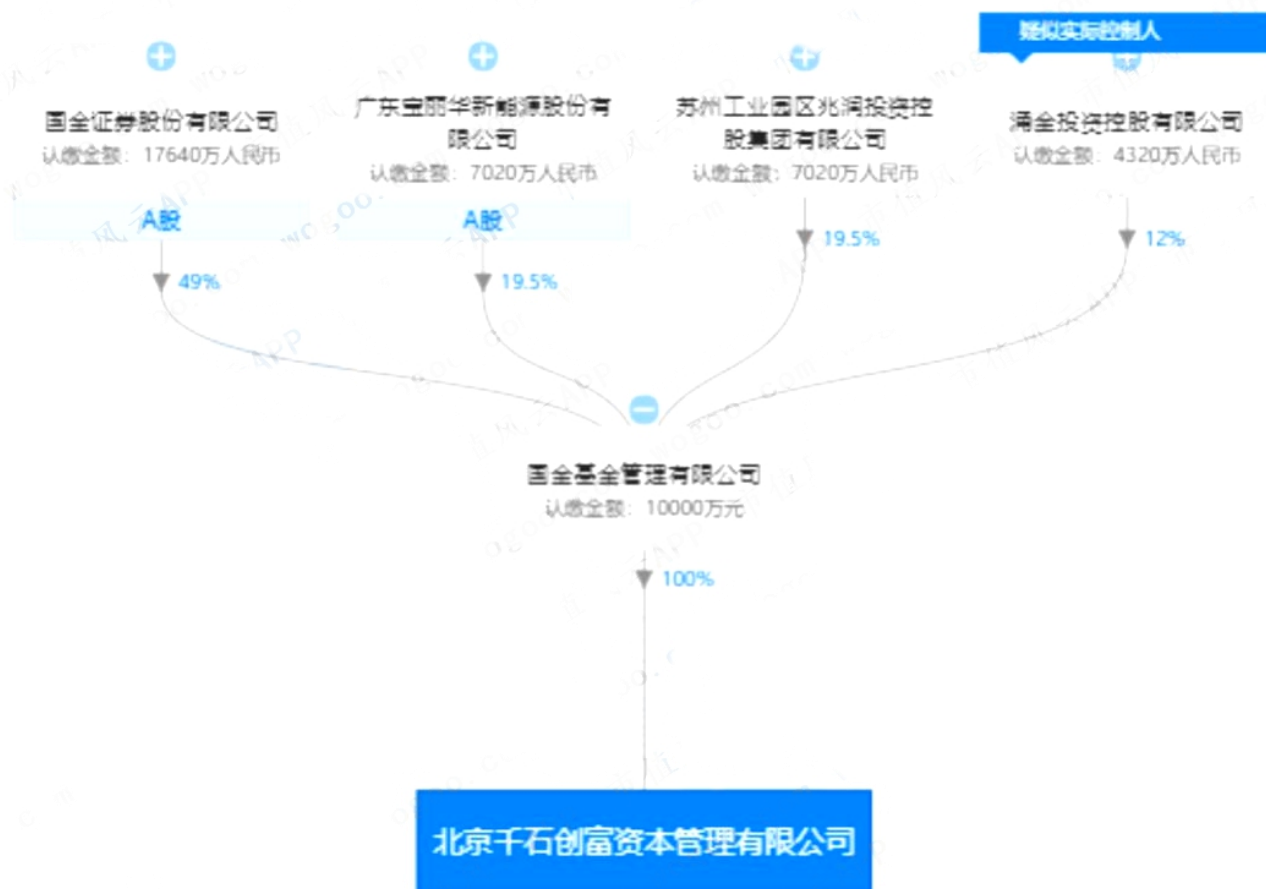 疑似实际控制人
国金证券股份有限公司
认缴金额：17640万人民币
A股
49%
广东宝丽华新能源股份有
限公司
认缴金额：7020万人民币
A股
19.5%
苏州工业园区兆润投资控
股集团有限公司
认缴金额：7020万人民币
19.5%
涌金投资控股有限公司
认缴金额：4320万人民币
12%
国金基金管理有限公司
认缴金额：10000万元
100%
北京千石创富资本管理有限公司